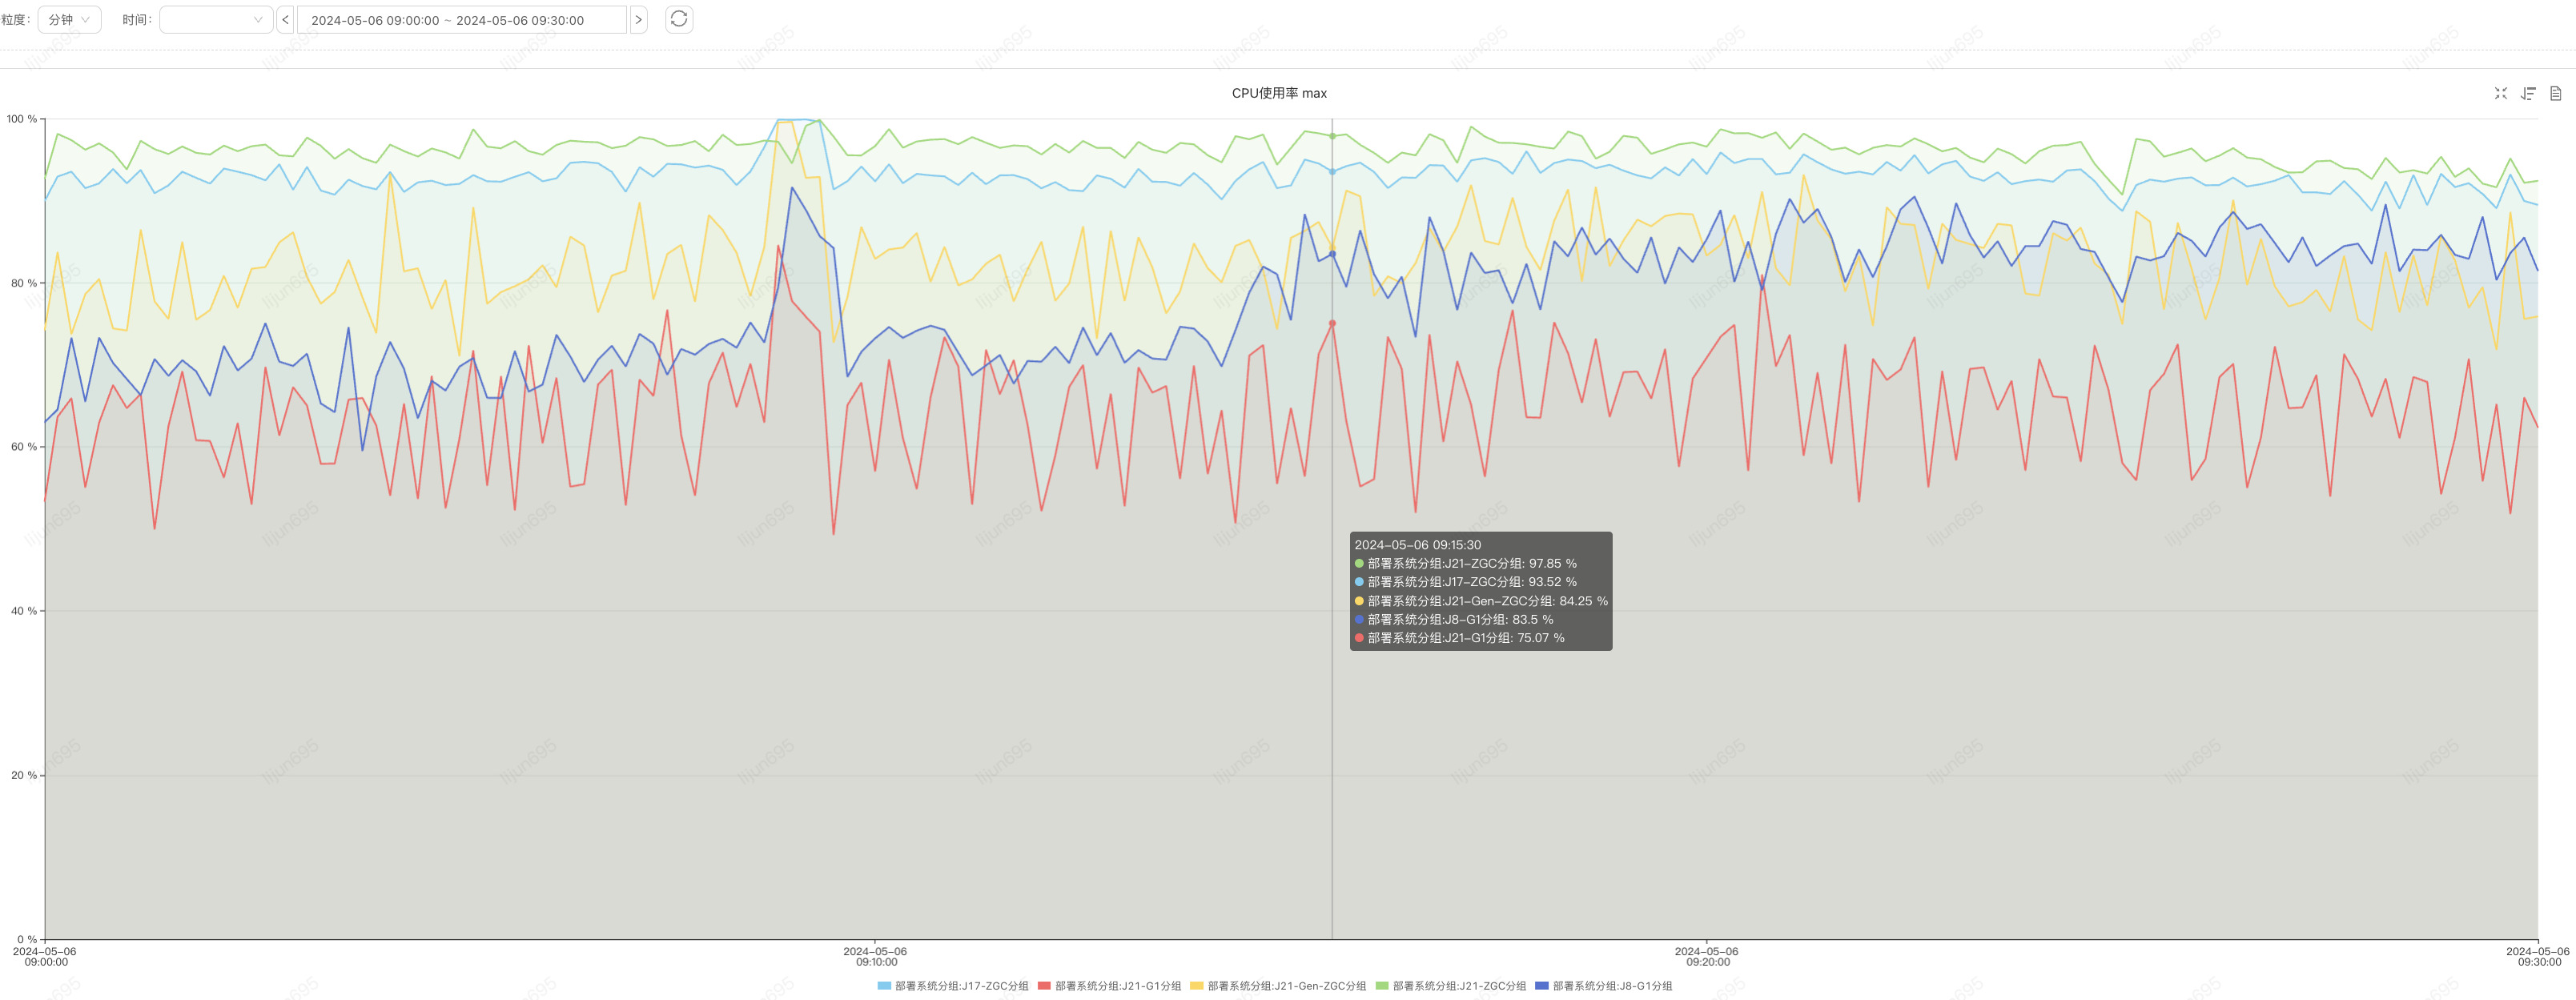 粒度： 分钟 时间： < 2024-05-06 09:00:00 ~ 2024-05-06 09:30:00 >
CPU使用率 max
100 %
80 %
60 %
40 %
20 %
0 %
2024-05-06 09:15:30
部署系统分组:J21-ZGC分组: 97.85 %
部署系统分组:J17-ZGC分组: 93.52 %
部署系统分组:J21-Gen-ZGC分组: 84.25 %
部署系统分组:J8-G1分组: 83.5 %
部署系统分组:J21-G1分组: 75.07 %
2024-05-06 2024-05-06 2024-05-06 2024-05-06
09:00:00 09:10:00 09:20:00 09:30:00
部署系统分组:J17-ZGC分组 部署系统分组:J21-G1分组 部署系统分组:J21-Gen-ZGC分组 部署系统分组:J21-ZGC分组 部署系统分组:J8-G1分组